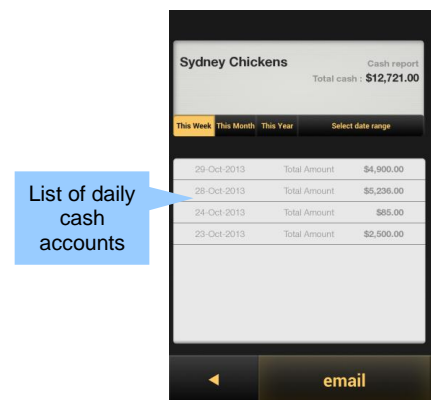 Sydney Chickens
Cash report
Total cash : $12,721.00
This Week This Month This Year Select date range
29-Oct-2013 Total Amount $4,900.00
28-Oct-2013 Total Amount $5,236.00
24-Oct-2013 Total Amount $85.00
23-Oct-2013 Total Amount $2,500.00
List of daily
cash
accounts
email